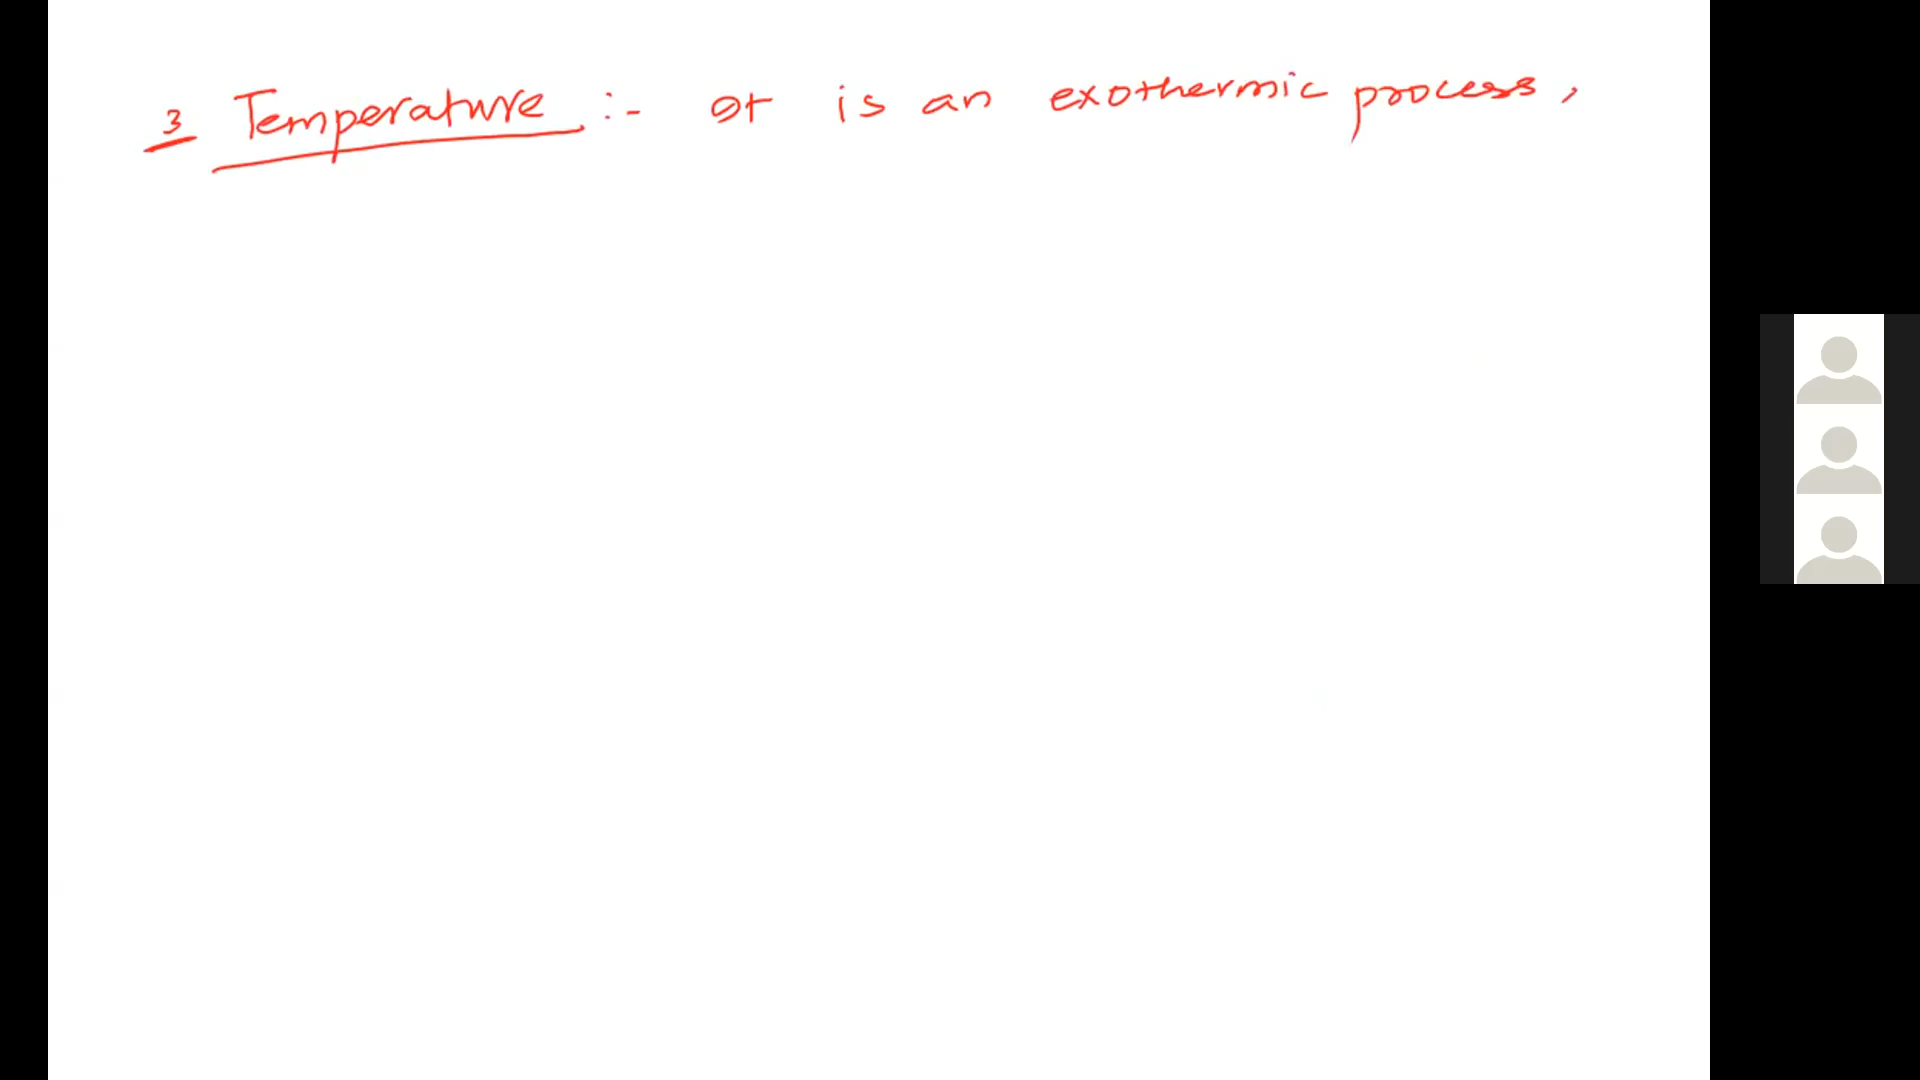 3 Temperature :- It is an exothermic process,